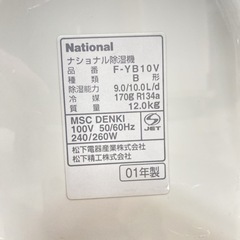 National
ナショナル除湿機
品番 F-YB10V
種類 B形
除湿能力 9.0/10.0L/d
冷媒 170g R134a
質量 12.0kg
MSC DENKI
100V 50/60Hz
240/260W
S
JET
松下電器産業株式会社
松下精工株式会社
01年製